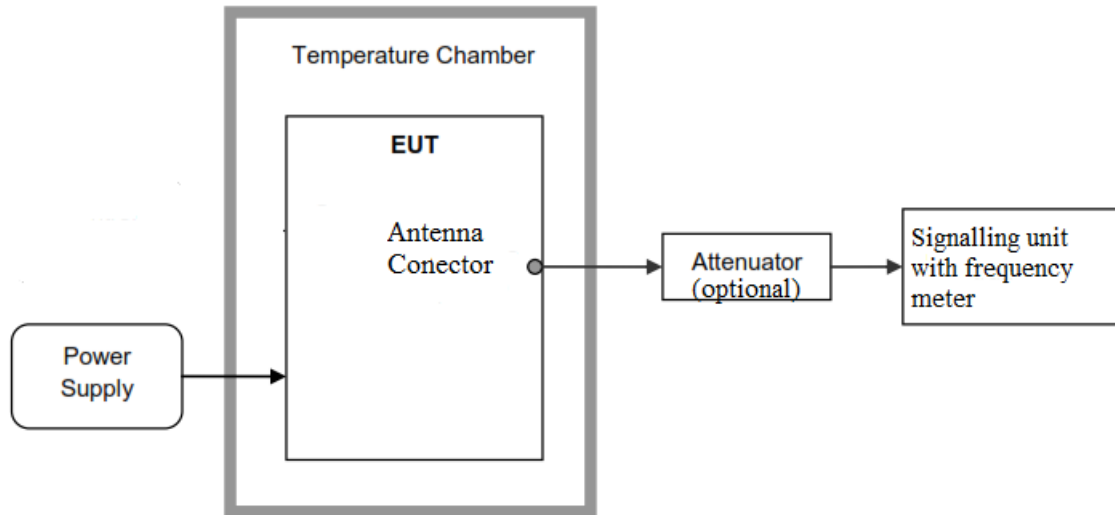 Temperature Chamber
EUT
Antenna
Conector
Attenuator
(optional)
Signalling unit
with frequency
meter
Power
Supply